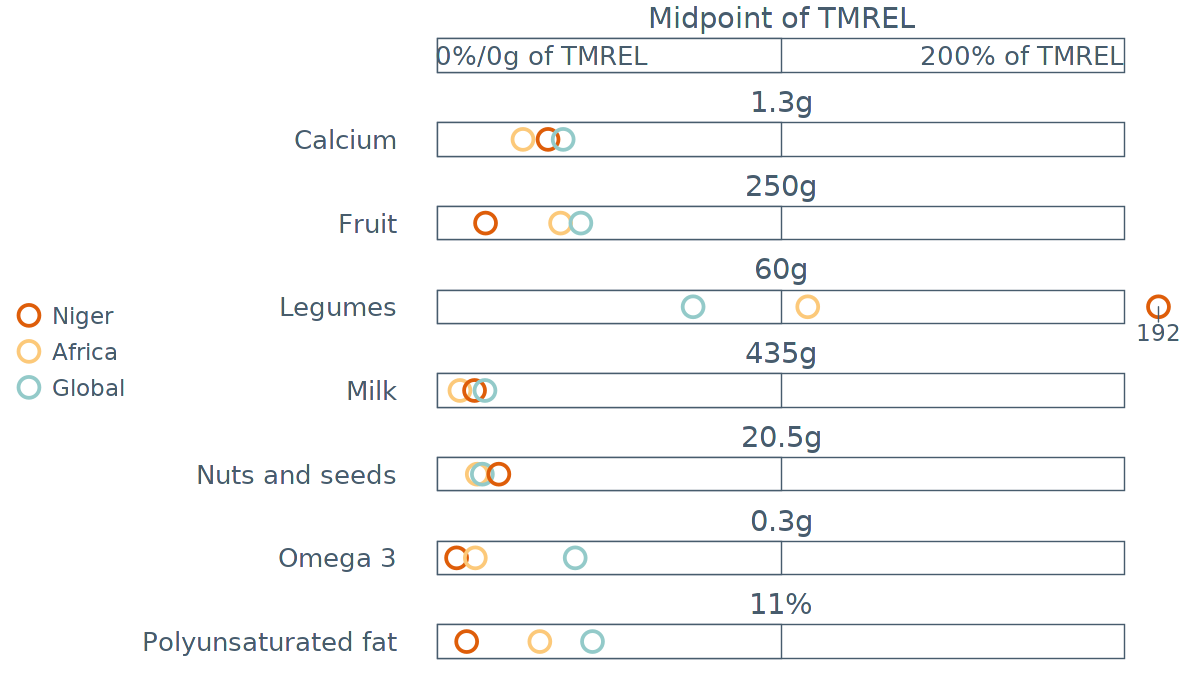 Midpoint of TMREL
0%/0g of TMREL 200% of TMREL
1.3g
Calcium
250g
Fruit
60g
Legumes
192
435g
Milk
20.5g
Nuts and seeds
0.3g
Omega 3
11%
Polyunsaturated fat
Niger
Africa
Global